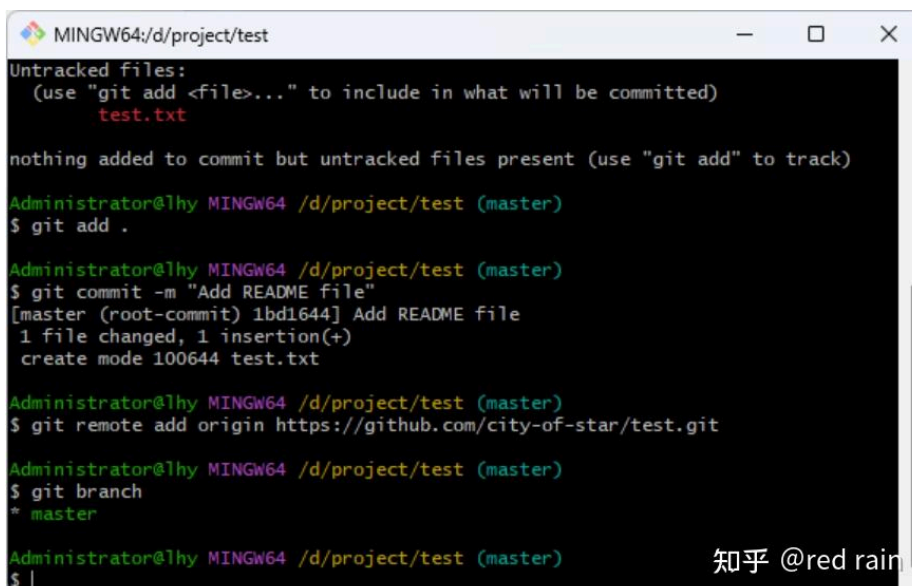 MINGW64:/d/project/test
Untracked files:
  (use "git add <file>..." to include in what will be committed)
        test.txt
nothing added to commit but untracked files present (use "git add" to track)
Administrator@lhy MINGW64 /d/project/test (master)
$ git add .
Administrator@lhy MINGW64 /d/project/test (master)
$ git commit -m "Add README file"
[master (root-commit) 1bd1644] Add README file
 1 file changed, 1 insertion(+)
 create mode 100644 test.txt
Administrator@lhy MINGW64 /d/project/test (master)
$ git remote add origin https://github.com/city-of-star/test.git
Administrator@lhy MINGW64 /d/project/test (master)
$ git branch
* master
Administrator@lhy MINGW64 /d/project/test (master)
$
知乎 @red rain